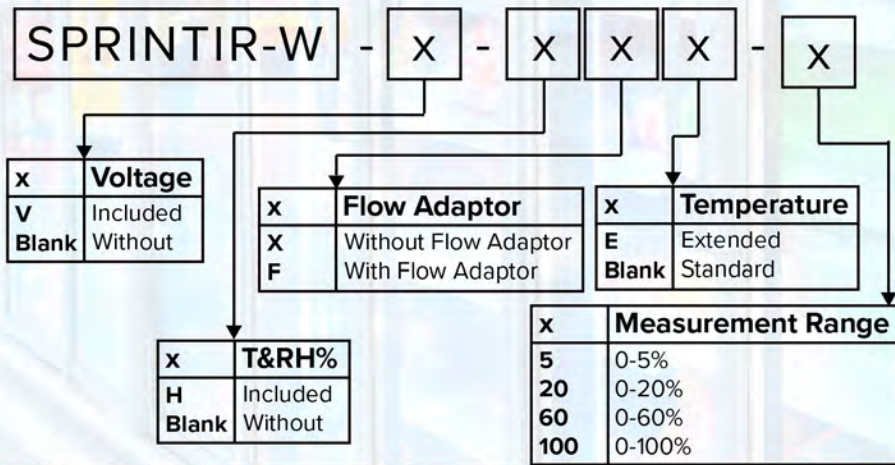 SPRINTIR-W - x - x x x - x
x Voltage
V Included
Blank Without
x Flow Adaptor
X Without Flow Adaptor
F With Flow Adaptor
x Temperature
E Extended
Blank Standard
x T&RH%
H Included
Blank Without
x Measurement Range
5 0-5%
20 0-20%
60 0-60%
100 0-100%